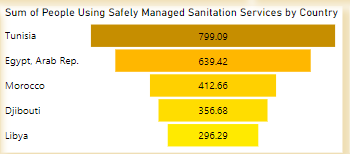 Sum of People Using Safely Managed Sanitation Services by Country
Tunisia 799.09
Egypt, Arab Rep. 639.42
Morocco 412.66
Djibouti 356.68
Libya 296.29